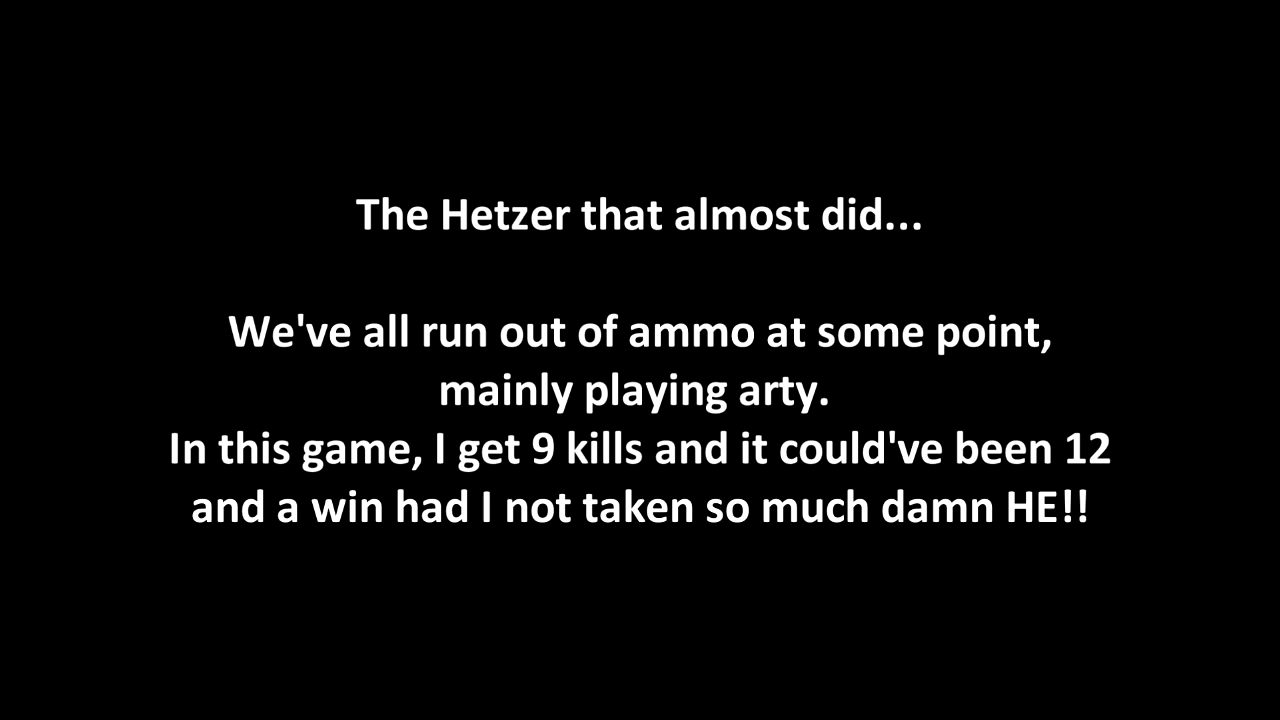 The Hetzer that almost did...
We've all run out of ammo at some point,
mainly playing arty.
In this game, I get 9 kills and it could've been 12
and a win had I not taken so much damn HE!!